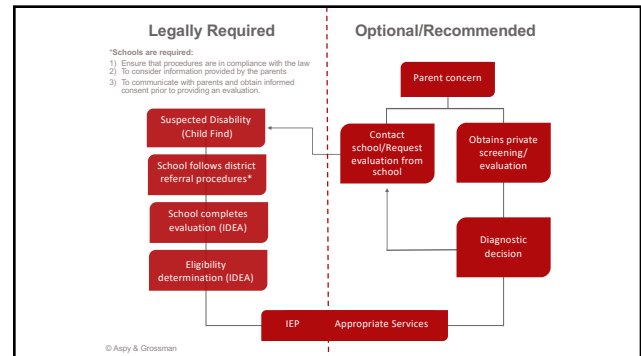 Legally Required
Optional/Recommended
*Schools are required:
1) Ensure that procedures are in compliance with the law
2) To consider information provided by the parents
3) To communicate with parents and obtain informed
consent prior to providing an evaluation.
Parent concern
Suspected Disability
(Child Find)
Contact
school/Request
evaluation from
school
Obtains private
screening/
evaluation
School follows district
referral procedures*
School completes
evaluation (IDEA)
Diagnostic
decision
Eligibility
determination (IDEA)
IEP Appropriate Services
© Aspy & Grossman